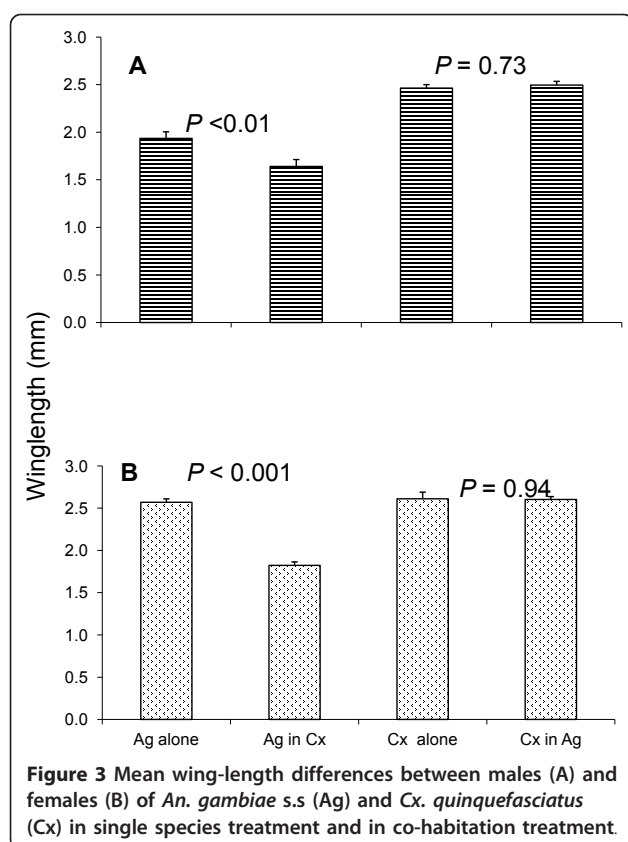 3.0
A
P = 0.73
2.5
P <0.01
2.0
1.5
1.0
0.5
0.0
Winglength (mm)
3.0
B
P < 0.001
P = 0.94
2.5
2.0
1.5
1.0
0.5
0.0
Ag alone
Ag in Cx
Cx alone
Cx in Ag
Figure 3 Mean wing-length differences between males (A) and
females (B) of An. gambiae s.s (Ag) and Cx. quinquefasciatus
(Cx) in single species treatment and in co-habitation treatment.